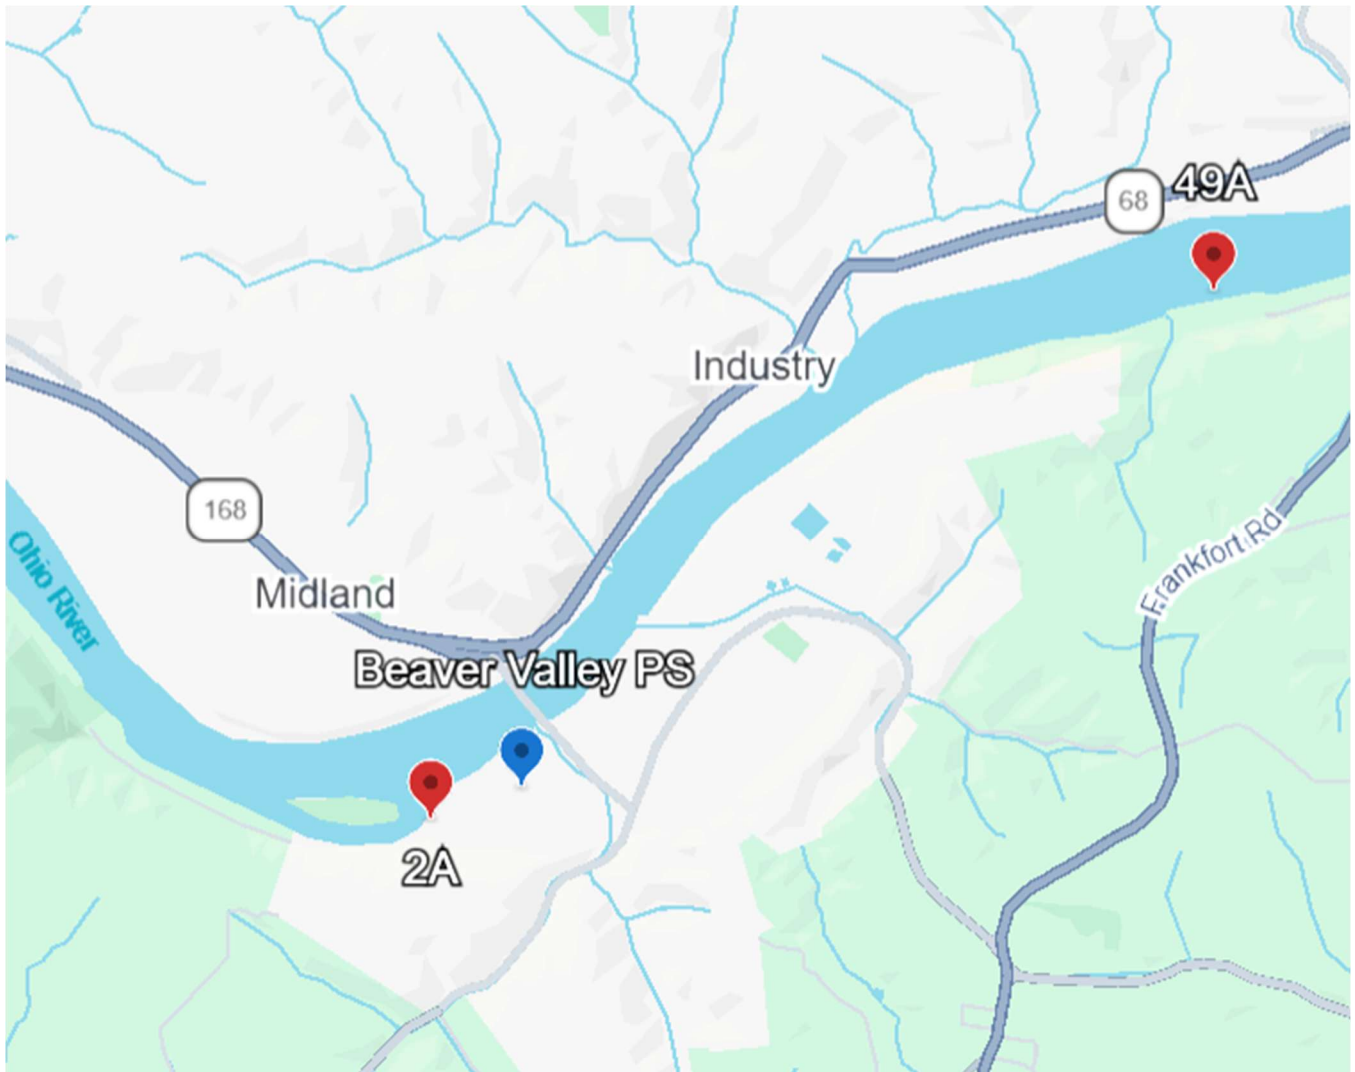 49A
68
Industry
168
Frankfort Rd
Ohio River
Midland
Beaver Valley PS
2A